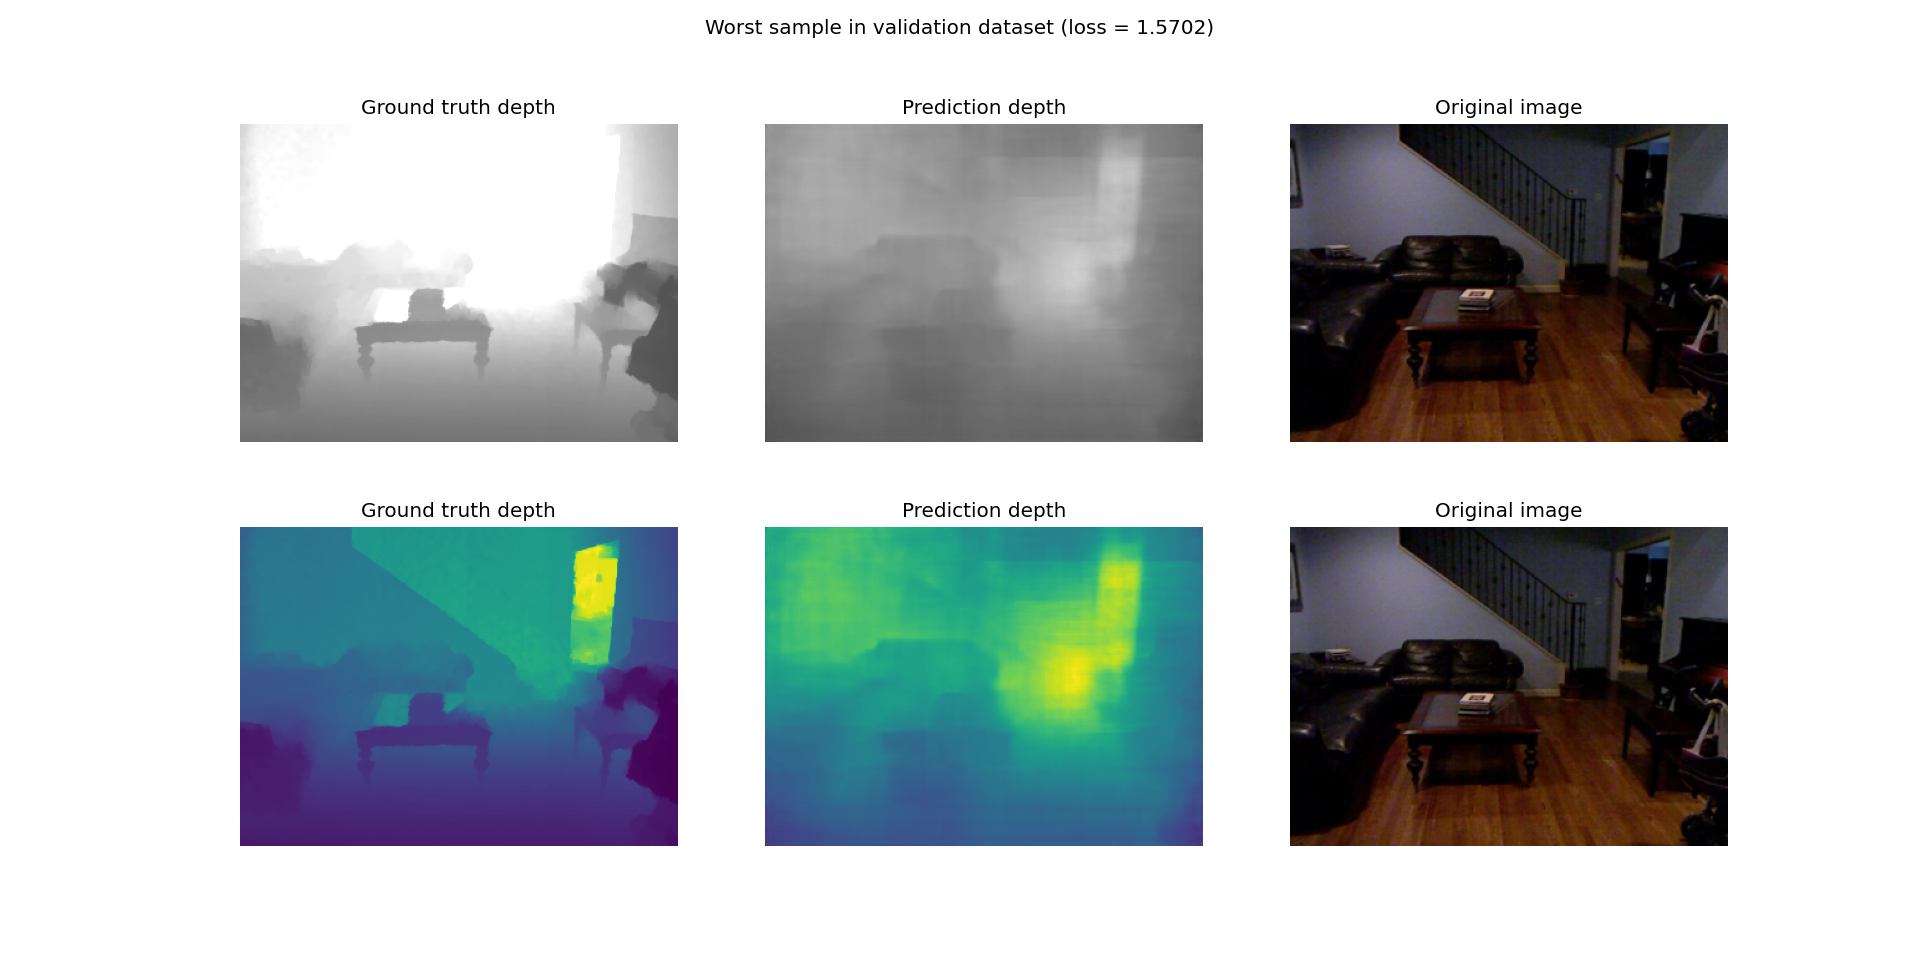 Worst sample in validation dataset (loss = 1.5702)
Ground truth depth
Prediction depth
Original image
Ground truth depth
Prediction depth
Original image